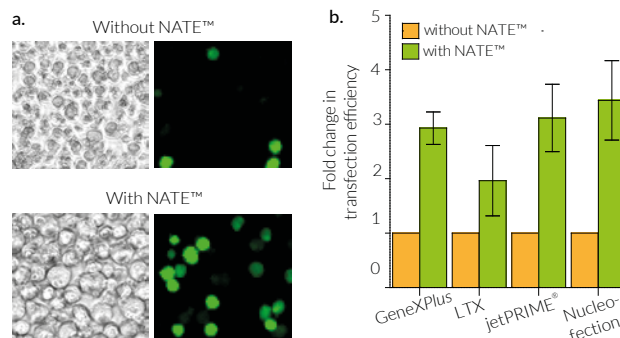 a.
Without NATE™
With NATE™
b.
Fold change in
transfection efficiency
5
4
3
2
1
0
without NATE™
with NATE™
GeneXPlus
LTX
jetPRIME®
Nucleo-
fection